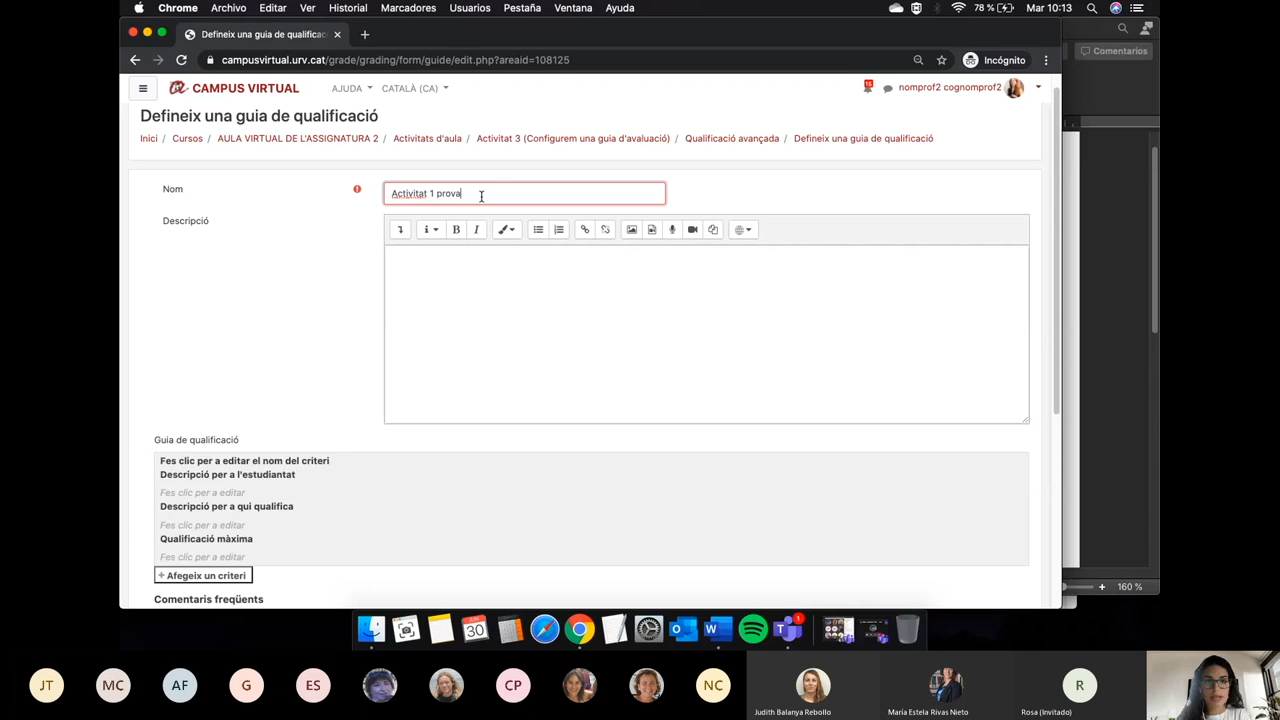 Chrome Archivo Editar Ver Historial Marcadores Usuarios Pestaña Ventana Ayuda 78 % Mar 10:13
Defineix una guia de qualificac
campusvirtual.urv.cat/grade/grading/form/guide/edit.php?areaid=108125 Incógnito
Comentarios
CAMPUS VIRTUAL AJUDA CATALÀ (CA) nomprof2 cognomprof2
Defineix una guia de qualificació
Inici / Cursos / AULA VIRTUAL DE L'ASSIGNATURA 2 / Activitats d'aula / Activitat 3 (Configurem una guia d'avaluació) / Qualificació avançada / Defineix una guia de qualificació
Nom Activitat 1 prova
Descripció
Guia de qualificació
Fes clic per a editar el nom del criteri
Descripció per a l'estudiantat
Fes clic per a editar
Descripció per a qui qualifica
Fes clic per a editar
Qualificació màxima
Fes clic per a editar
+ Afegeix un criteri
160 %
Comentaris freqüents
30
1
JT MC AF G ES CP NC R
Judith Balanya Rebollo María Estela Rivas Nieto Rosa (Invitado)